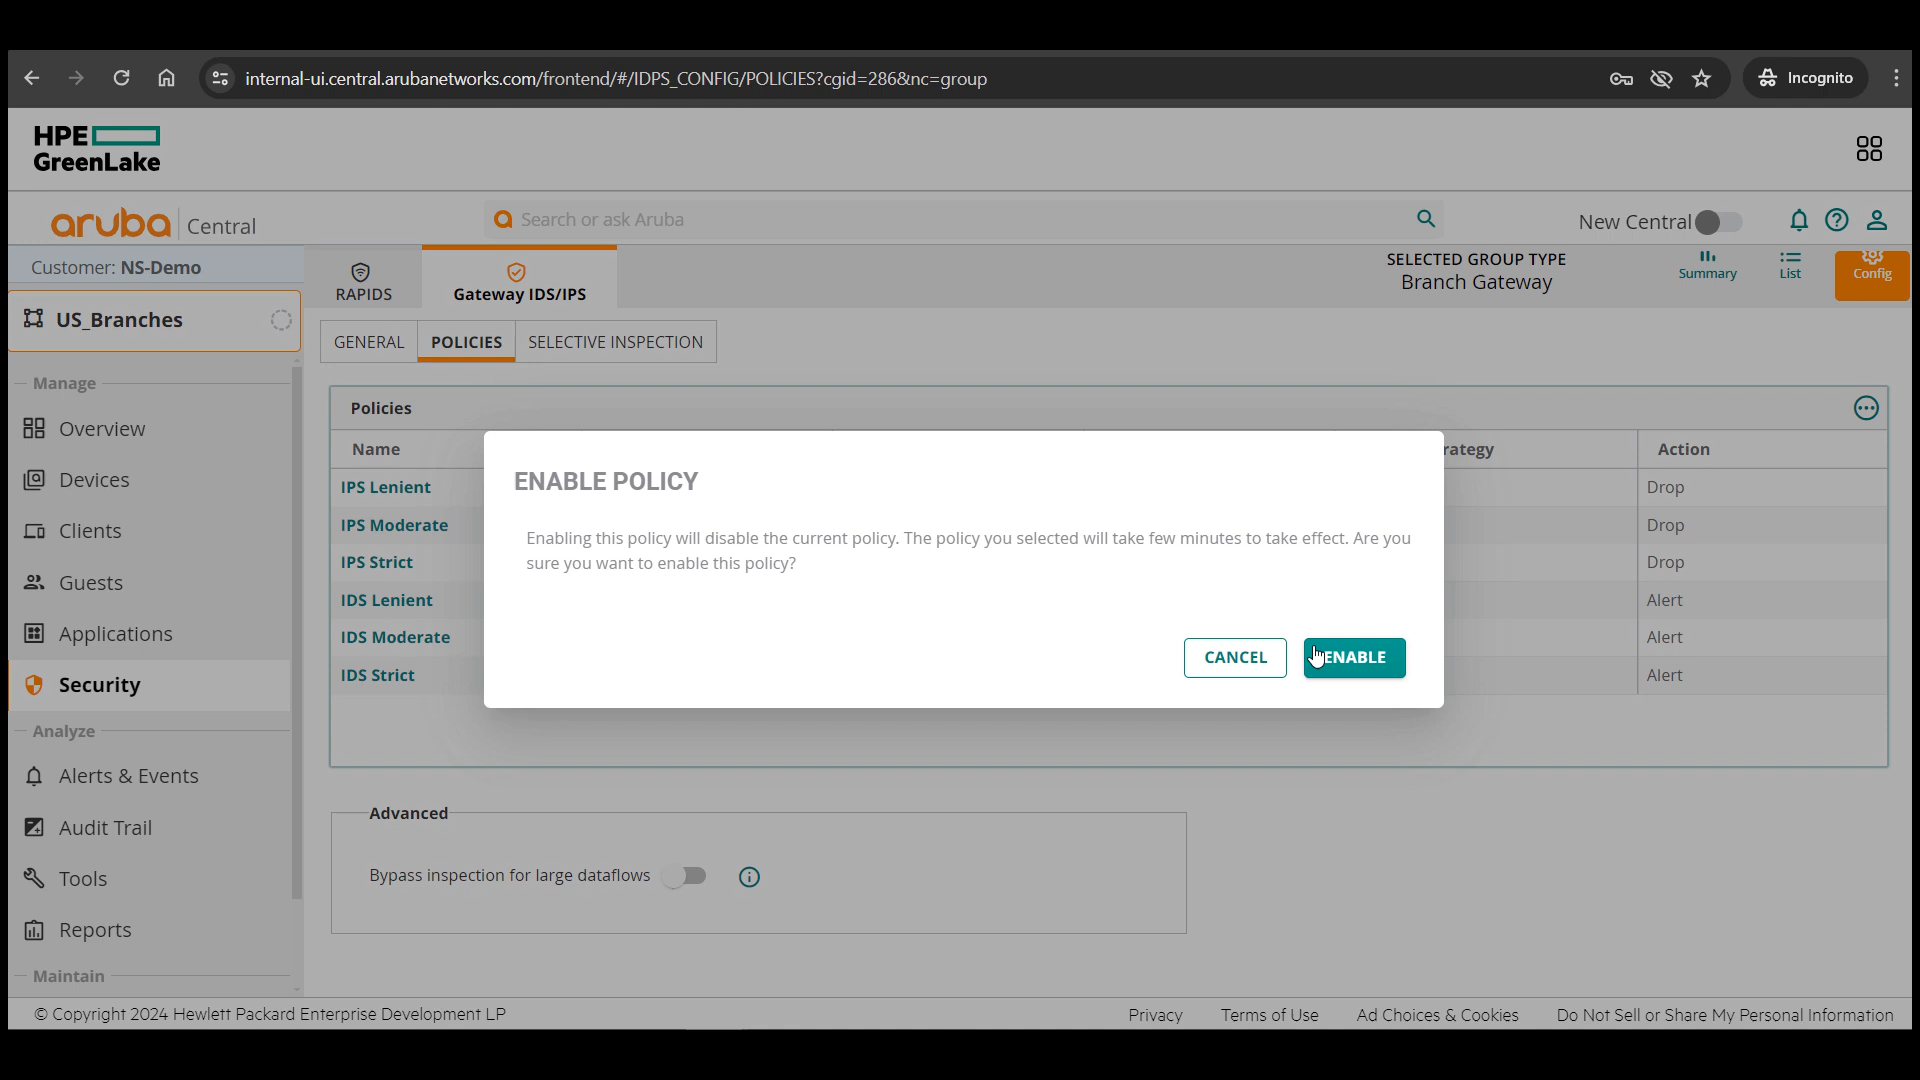 internal-ui.central.arubanetworks.com/frontend/#/IDPS_CONFIG/POLICIES?cgid=286&nc=group
Incognito
HPE
GreenLake
aruba Central
Search or ask Aruba
New Central
Customer: NS-Demo
RAPIDS
Gateway IDS/IPS
SELECTED GROUP TYPE
Branch Gateway
Summary
List
Config
US_Branches
GENERAL
POLICIES
SELECTIVE INSPECTION
Manage
Overview
Devices
Clients
Guests
Applications
Security
Analyze
Alerts & Events
Audit Trail
Tools
Reports
Maintain
Policies
Name
rategy
Action
IPS Lenient
Drop
IPS Moderate
Drop
IPS Strict
Drop
IDS Lenient
Alert
IDS Moderate
Alert
IDS Strict
Alert
ENABLE POLICY
Enabling this policy will disable the current policy. The policy you selected will take few minutes to take effect. Are you
sure you want to enable this policy?
CANCEL
ENABLE
Advanced
Bypass inspection for large dataflows
© Copyright 2024 Hewlett Packard Enterprise Development LP
Privacy
Terms of Use
Ad Choices & Cookies
Do Not Sell or Share My Personal Information